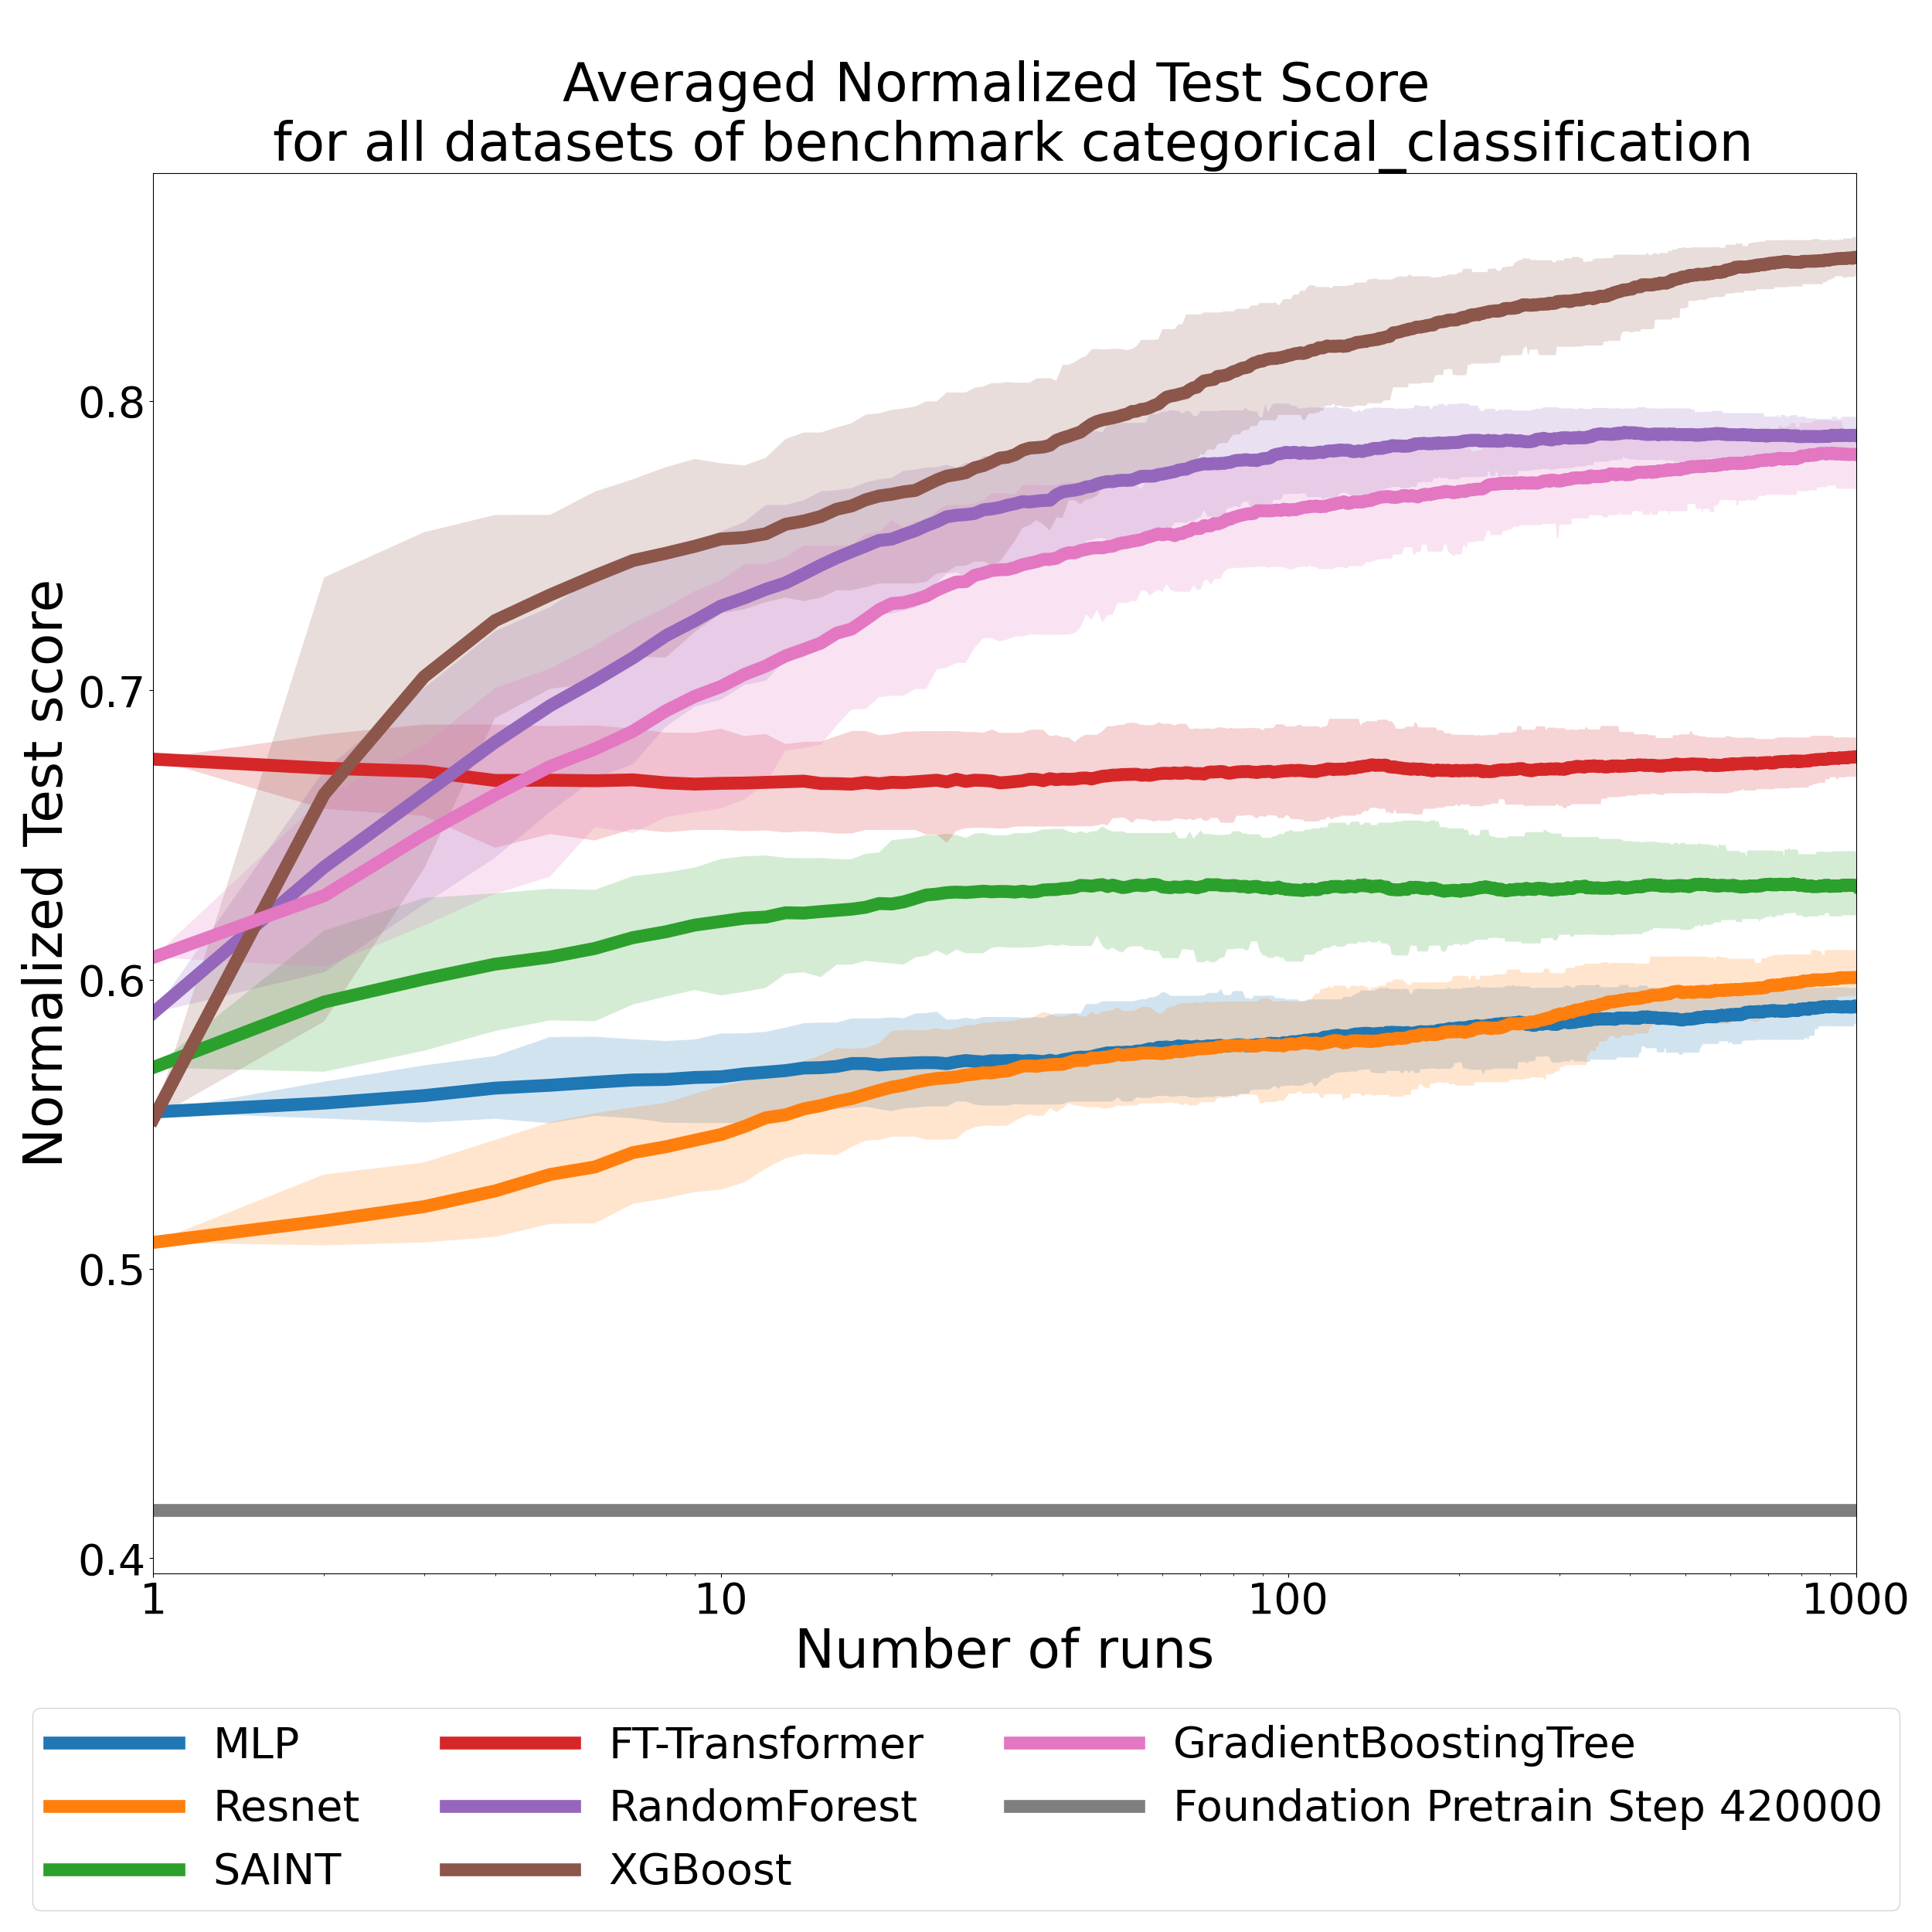 Averaged Normalized Test Score
for all datasets of benchmark categorical_classification
Normalized Test score
0.8
0.7
0.6
0.5
0.4
1
10
100
1000
Number of runs
MLP
Resnet
SAINT
FT-Transformer
RandomForest
XGBoost
GradientBoostingTree
Foundation Pretrain Step 420000